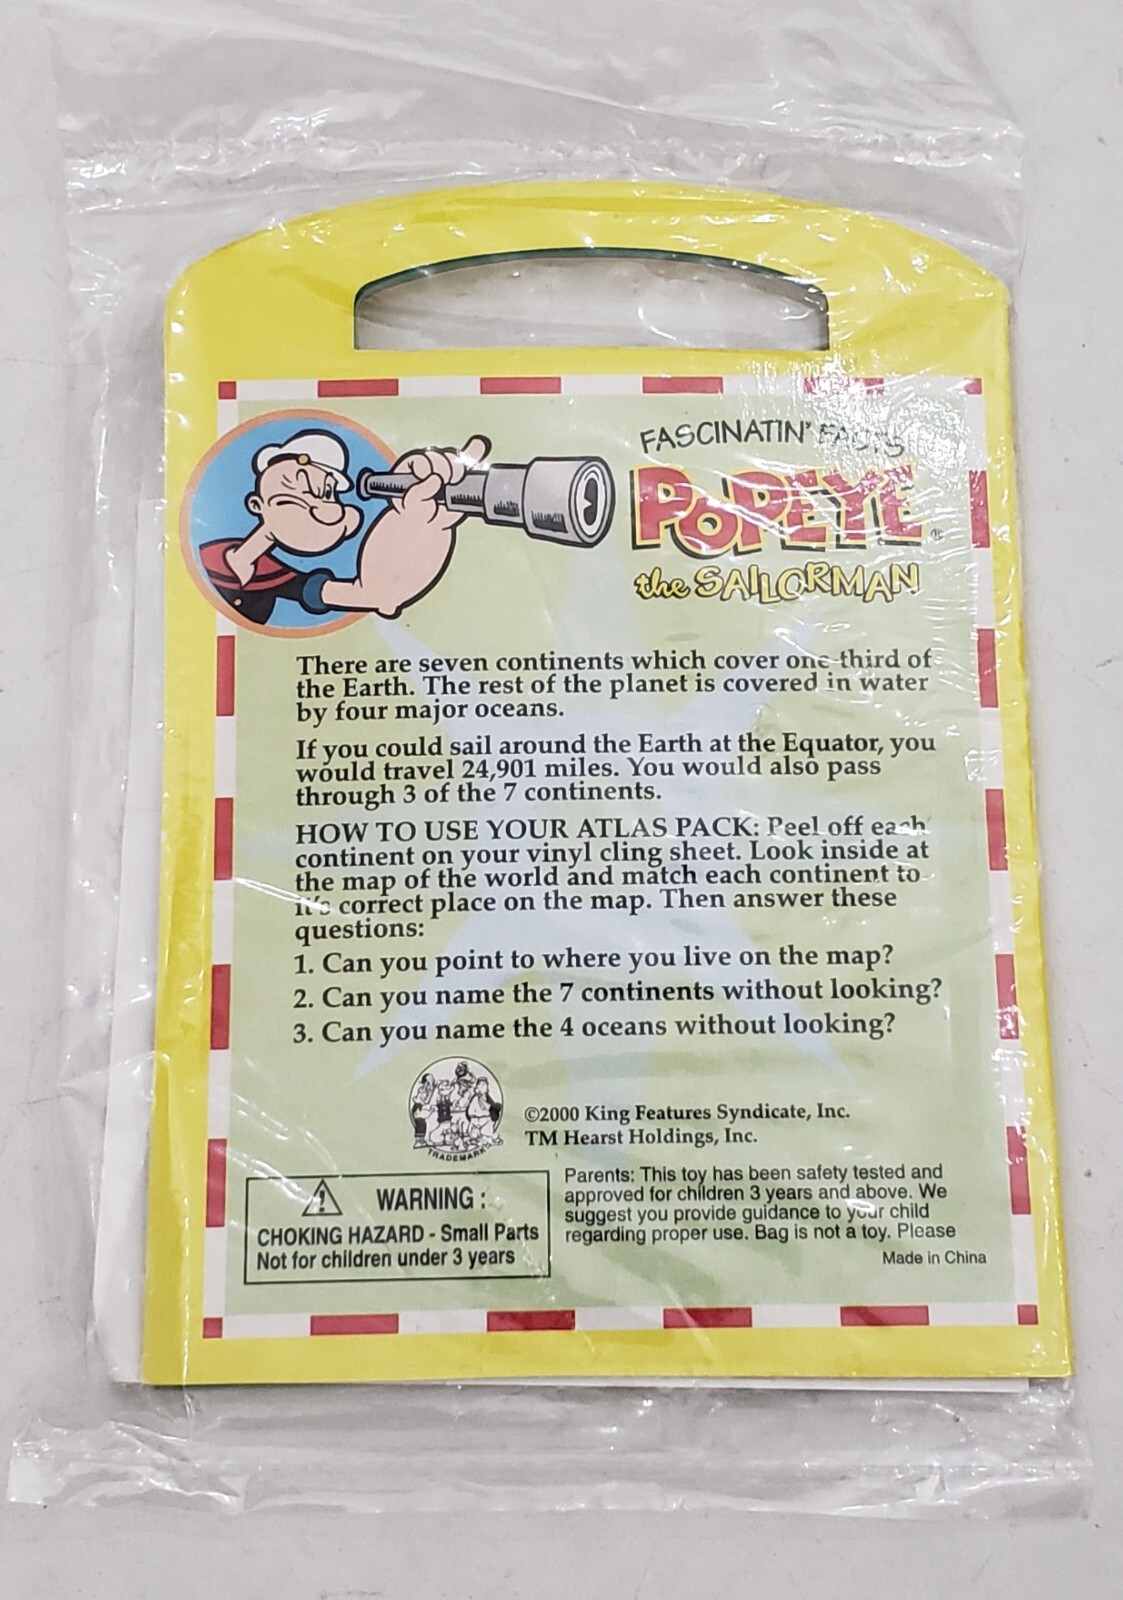 FASCINATIN' FACTS
POPEYE®
the SAILORMAN
There are seven continents which cover one-third of
the Earth. The rest of the planet is covered in water
by four major oceans.
If you could sail around the Earth at the Equator, you
would travel 24,901 miles. You would also pass
through 3 of the 7 continents.
HOW TO USE YOUR ATLAS PACK: Peel off each
continent on your vinyl cling sheet. Look inside at
the map of the world and match each continent to
it's correct place on the map. Then answer these
questions:
1. Can you point to where you live on the map?
2. Can you name the 7 continents without looking?
3. Can you name the 4 oceans without looking?
TRADEMARK
©2000 King Features Syndicate, Inc.
TM Hearst Holdings, Inc.
WARNING :
CHOKING HAZARD - Small Parts
Not for children under 3 years
Parents: This toy has been safety tested and
approved for children 3 years and above. We
suggest you provide guidance to your child
regarding proper use. Bag is not a toy. Please
Made in China